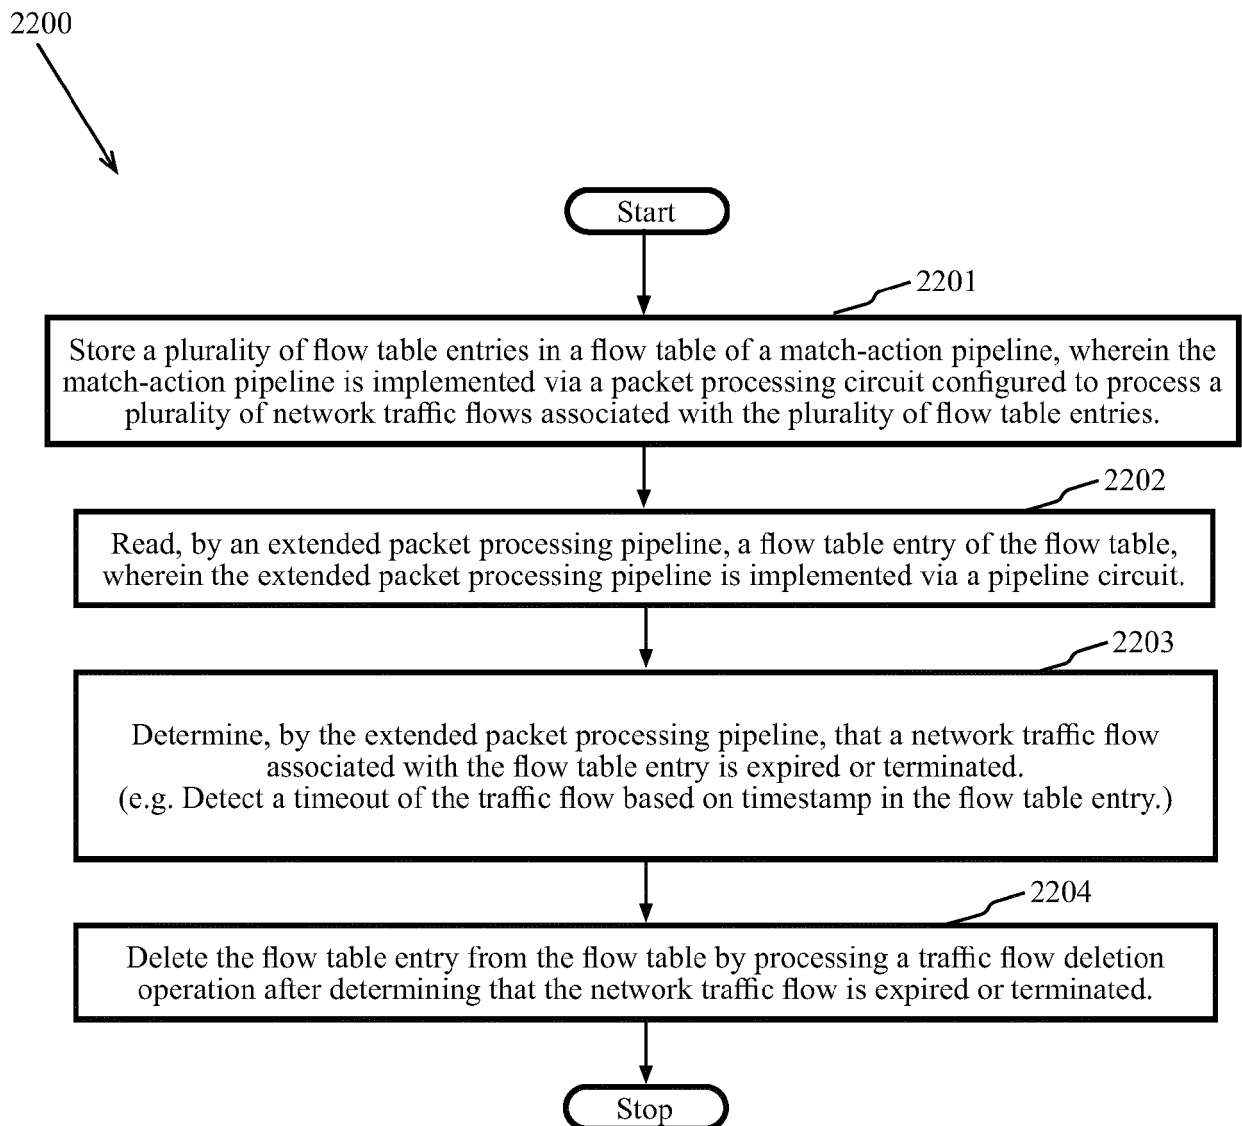 2200
Start
2201
Store a plurality of flow table entries in a flow table of a match-action pipeline, wherein the
match-action pipeline is implemented via a packet processing circuit configured to process a
plurality of network traffic flows associated with the plurality of flow table entries.
2202
Read, by an extended packet processing pipeline, a flow table entry of the flow table,
wherein the extended packet processing pipeline is implemented via a pipeline circuit.
2203
Determine, by the extended packet processing pipeline, that a network traffic flow
associated with the flow table entry is expired or terminated.
(e.g. Detect a timeout of the traffic flow based on timestamp in the flow table entry.)
2204
Delete the flow table entry from the flow table by processing a traffic flow deletion
operation after determining that the network traffic flow is expired or terminated.
Stop